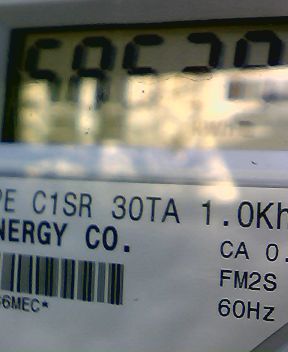 PE C1SR 30TA 1.0Kh
NERGY CO.
CA 0.
FM2S
6MEC*
60Hz